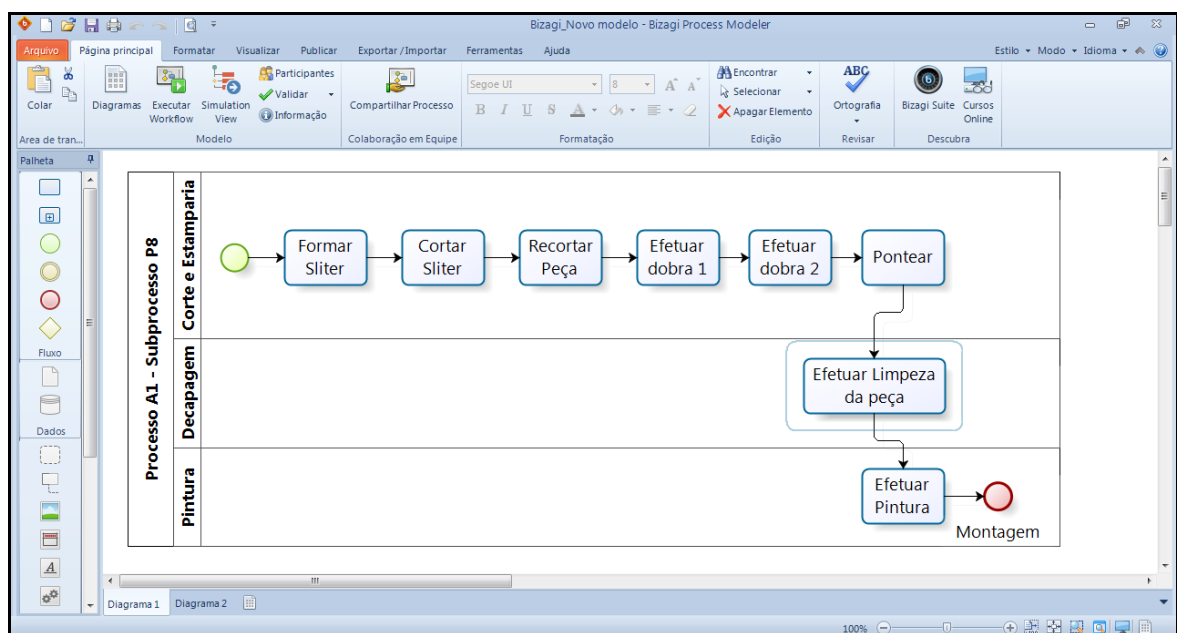 Bizagi_Novo modelo - Bizagi Process Modeler
Arquivo Página principal Formatar Visualizar Publicar Exportar /Importar Ferramentas Ajuda Estilo Modo Idioma
Colar
Area de tran...
Diagramas
Executar
Workflow
Simulation
View
Participantes
Validar
Informação
Modelo
Compartilhar Processo
Colaboração em Equipe
Segoe UI 8 A A
B I U S A
Formatação
Encontrar
Selecionar
Apagar Elemento
Edição
ABC
Ortografia
Revisar
Bizagi Suite
Cursos
Online
Descubra
Palheta
Fluxo
Dados
A
Processo A1 - Subprocesso P8
Corte e Estamparia
Formar
Sliter
Cortar
Sliter
Recortar
Peça
Efetuar
dobra 1
Efetuar
dobra 2
Pontear
Decapagem
Efetuar Limpeza
da peça
Pintura
Efetuar
Pintura
Montagem
Diagrama 1 Diagrama 2
100%